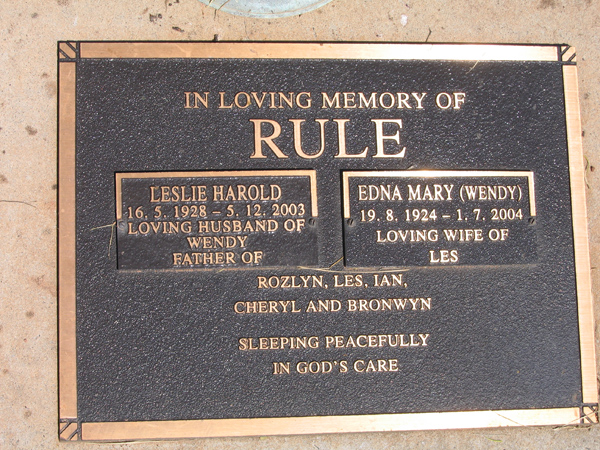 IN LOVING MEMORY OF
RULE
LESLIE HAROLD
16. 5. 1928 – 5. 12. 2003
LOVING HUSBAND OF
WENDY
FATHER OF
EDNA MARY (WENDY)
19. 8. 1924 – 1. 7. 2004
LOVING WIFE OF
LES
ROZLYN, LES, IAN,
CHERYL AND BRONWYN
SLEEPING PEACEFULLY
IN GOD'S CARE